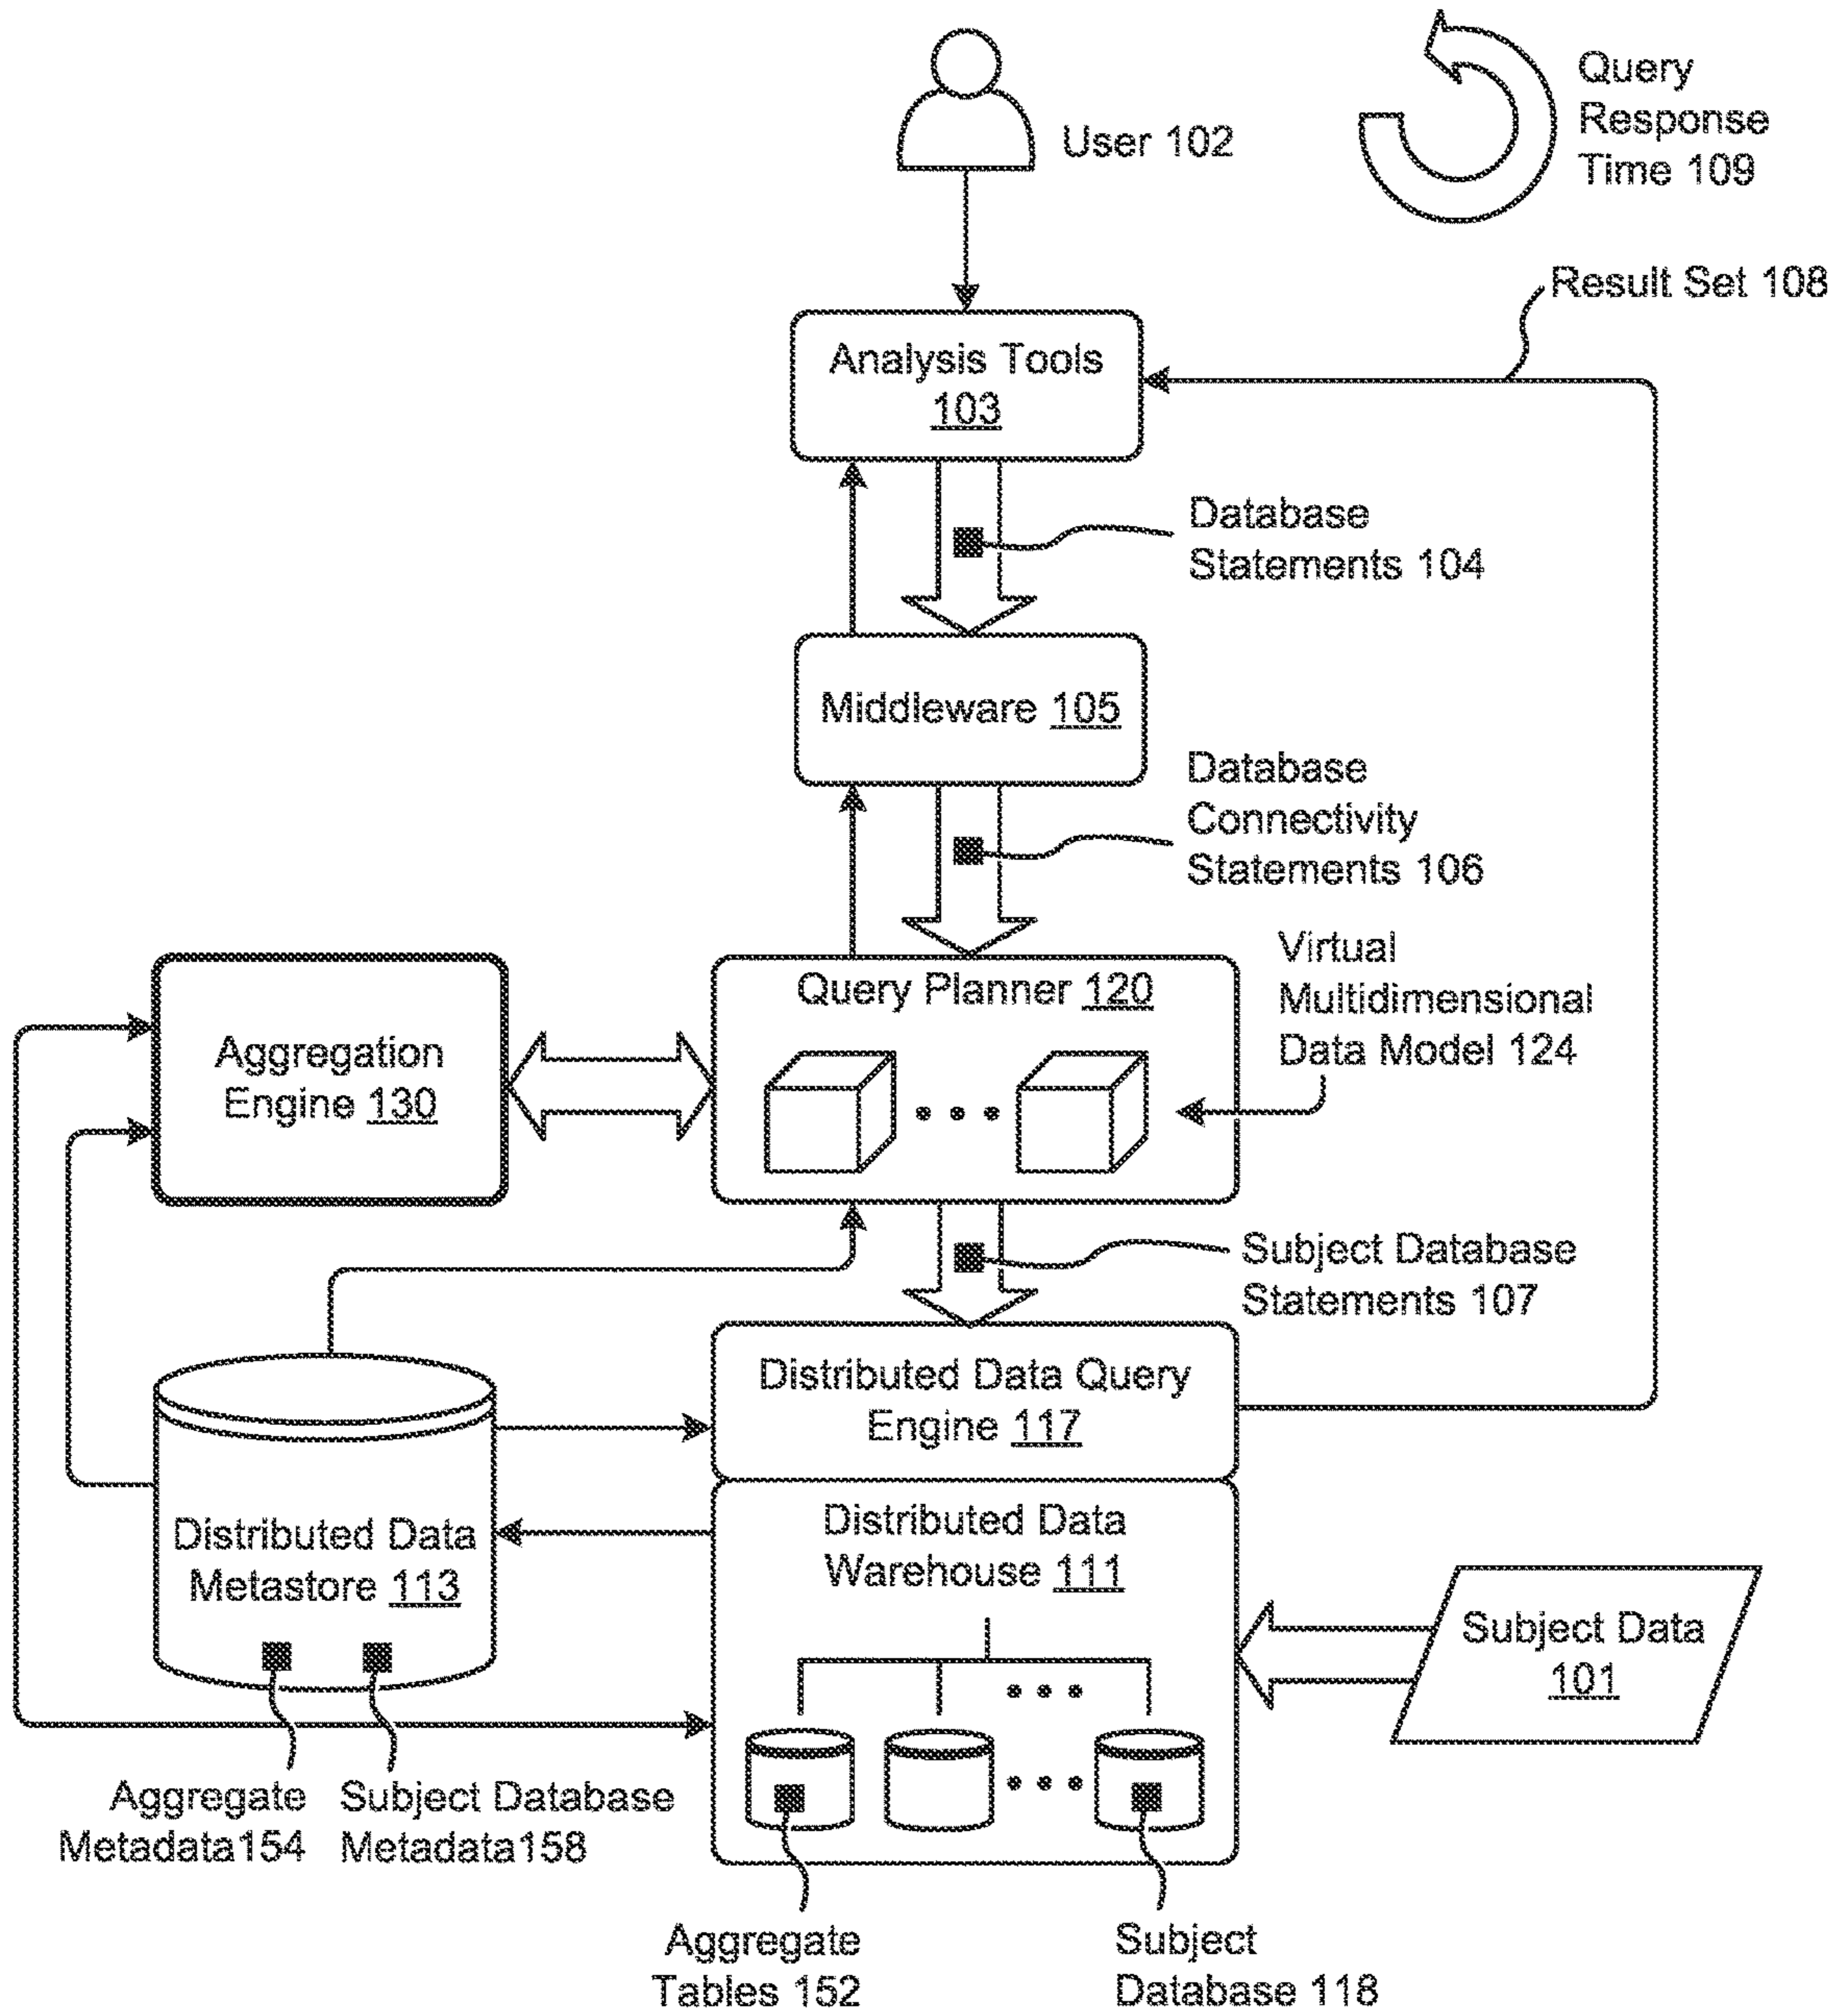 User 102
Query
Response
Time 109
Result Set 108
Analysis Tools
103
Database
Statements 104
Middleware 105
Database
Connectivity
Statements 106
Query Planner 120
Virtual
Multidimensional
Data Model 124
Aggregation
Engine 130
Subject Database
Statements 107
Distributed Data Query
Engine 117
Distributed Data
Metastore 113
Distributed Data
Warehouse 111
Subject Data
101
Aggregate
Metadata154
Subject Database
Metadata158
Aggregate
Tables 152
Subject
Database 118